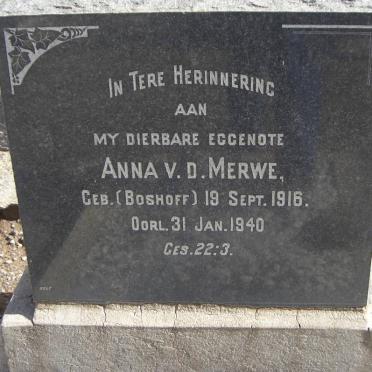 In Tere Herinnering
aan
my dierbare eggenote
Anna v.d. Merwe,
Geb. (Boshoff) 19 Sept. 1916.
Oorl. 31 Jan. 1940
Ges. 22:3.